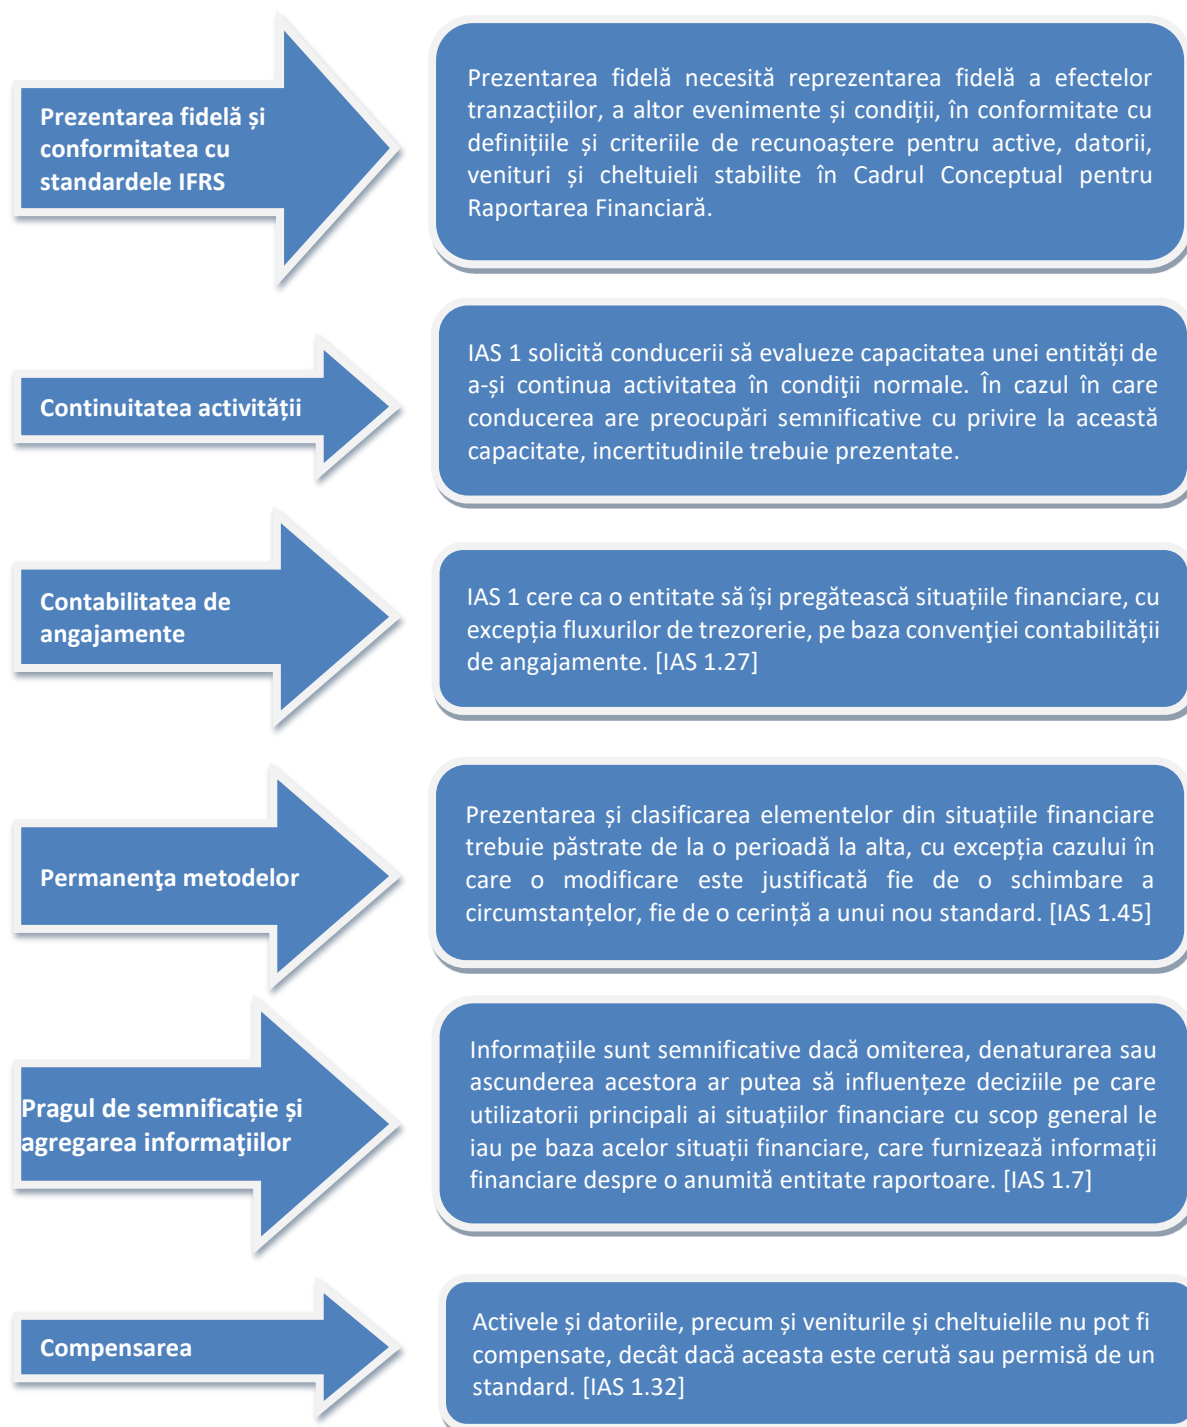 Prezentarea fidelă și
conformitatea cu
standardele IFRS
Prezentarea fidelă necesită reprezentarea fidelă a efectelor
tranzacțiilor, a altor evenimente și condiții, în conformitate cu
definițiile și criteriile de recunoaștere pentru active, datorii,
venituri și cheltuieli stabilite în Cadrul Conceptual pentru
Raportarea Financiară.
Continuitatea activității
IAS 1 solicită conducerii să evalueze capacitatea unei entități de
a-și continua activitatea în condiţii normale. În cazul în care
conducerea are preocupări semnificative cu privire la această
capacitate, incertitudinile trebuie prezentate.
Contabilitatea de
angajamente
IAS 1 cere ca o entitate să își pregătească situațiile financiare, cu
excepția fluxurilor de trezorerie, pe baza convenţiei contabilității
de angajamente. [IAS 1.27]
Permanenţa metodelor
Prezentarea și clasificarea elementelor din situațiile financiare
trebuie păstrate de la o perioadă la alta, cu excepția cazului în
care o modificare este justificată fie de o schimbare a
circumstanțelor, fie de o cerință a unui nou standard. [IAS 1.45]
Pragul de semnificație și
agregarea informaţiilor
Informațiile sunt semnificative dacă omiterea, denaturarea sau
ascunderea acestora ar putea să influențeze deciziile pe care
utilizatorii principali ai situațiilor financiare cu scop general le
iau pe baza acelor situații financiare, care furnizează informații
financiare despre o anumită entitate raportoare. [IAS 1.7]
Compensarea
Activele și datoriile, precum și veniturile și cheltuielile nu pot fi
compensate, decât dacă aceasta este cerută sau permisă de un
standard. [IAS 1.32]